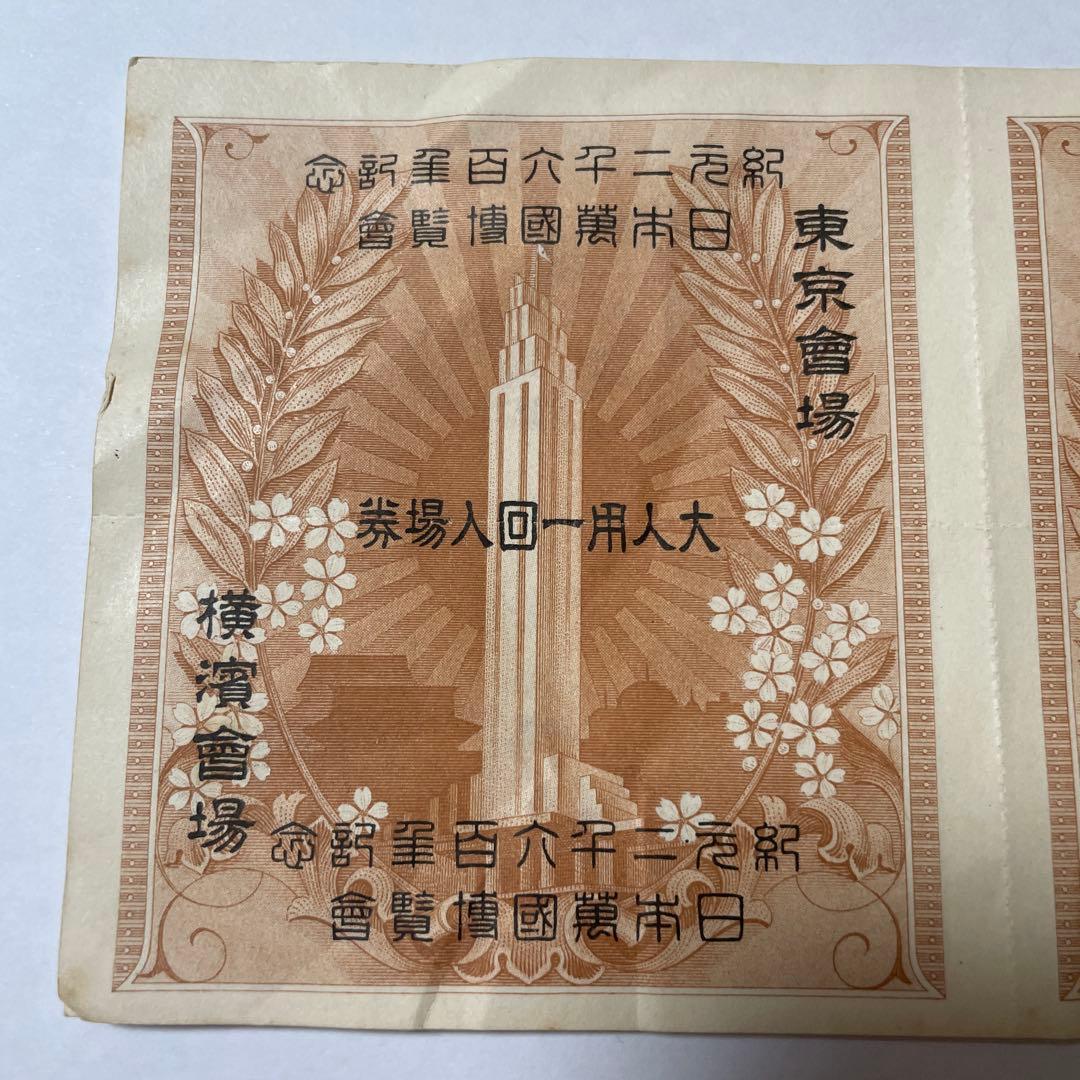 紀元二千六百年記念
日本萬國博覧會
東京會場
大人用一回入場券
橫濱會場
紀元二千六百年記念
日本萬國博覧會